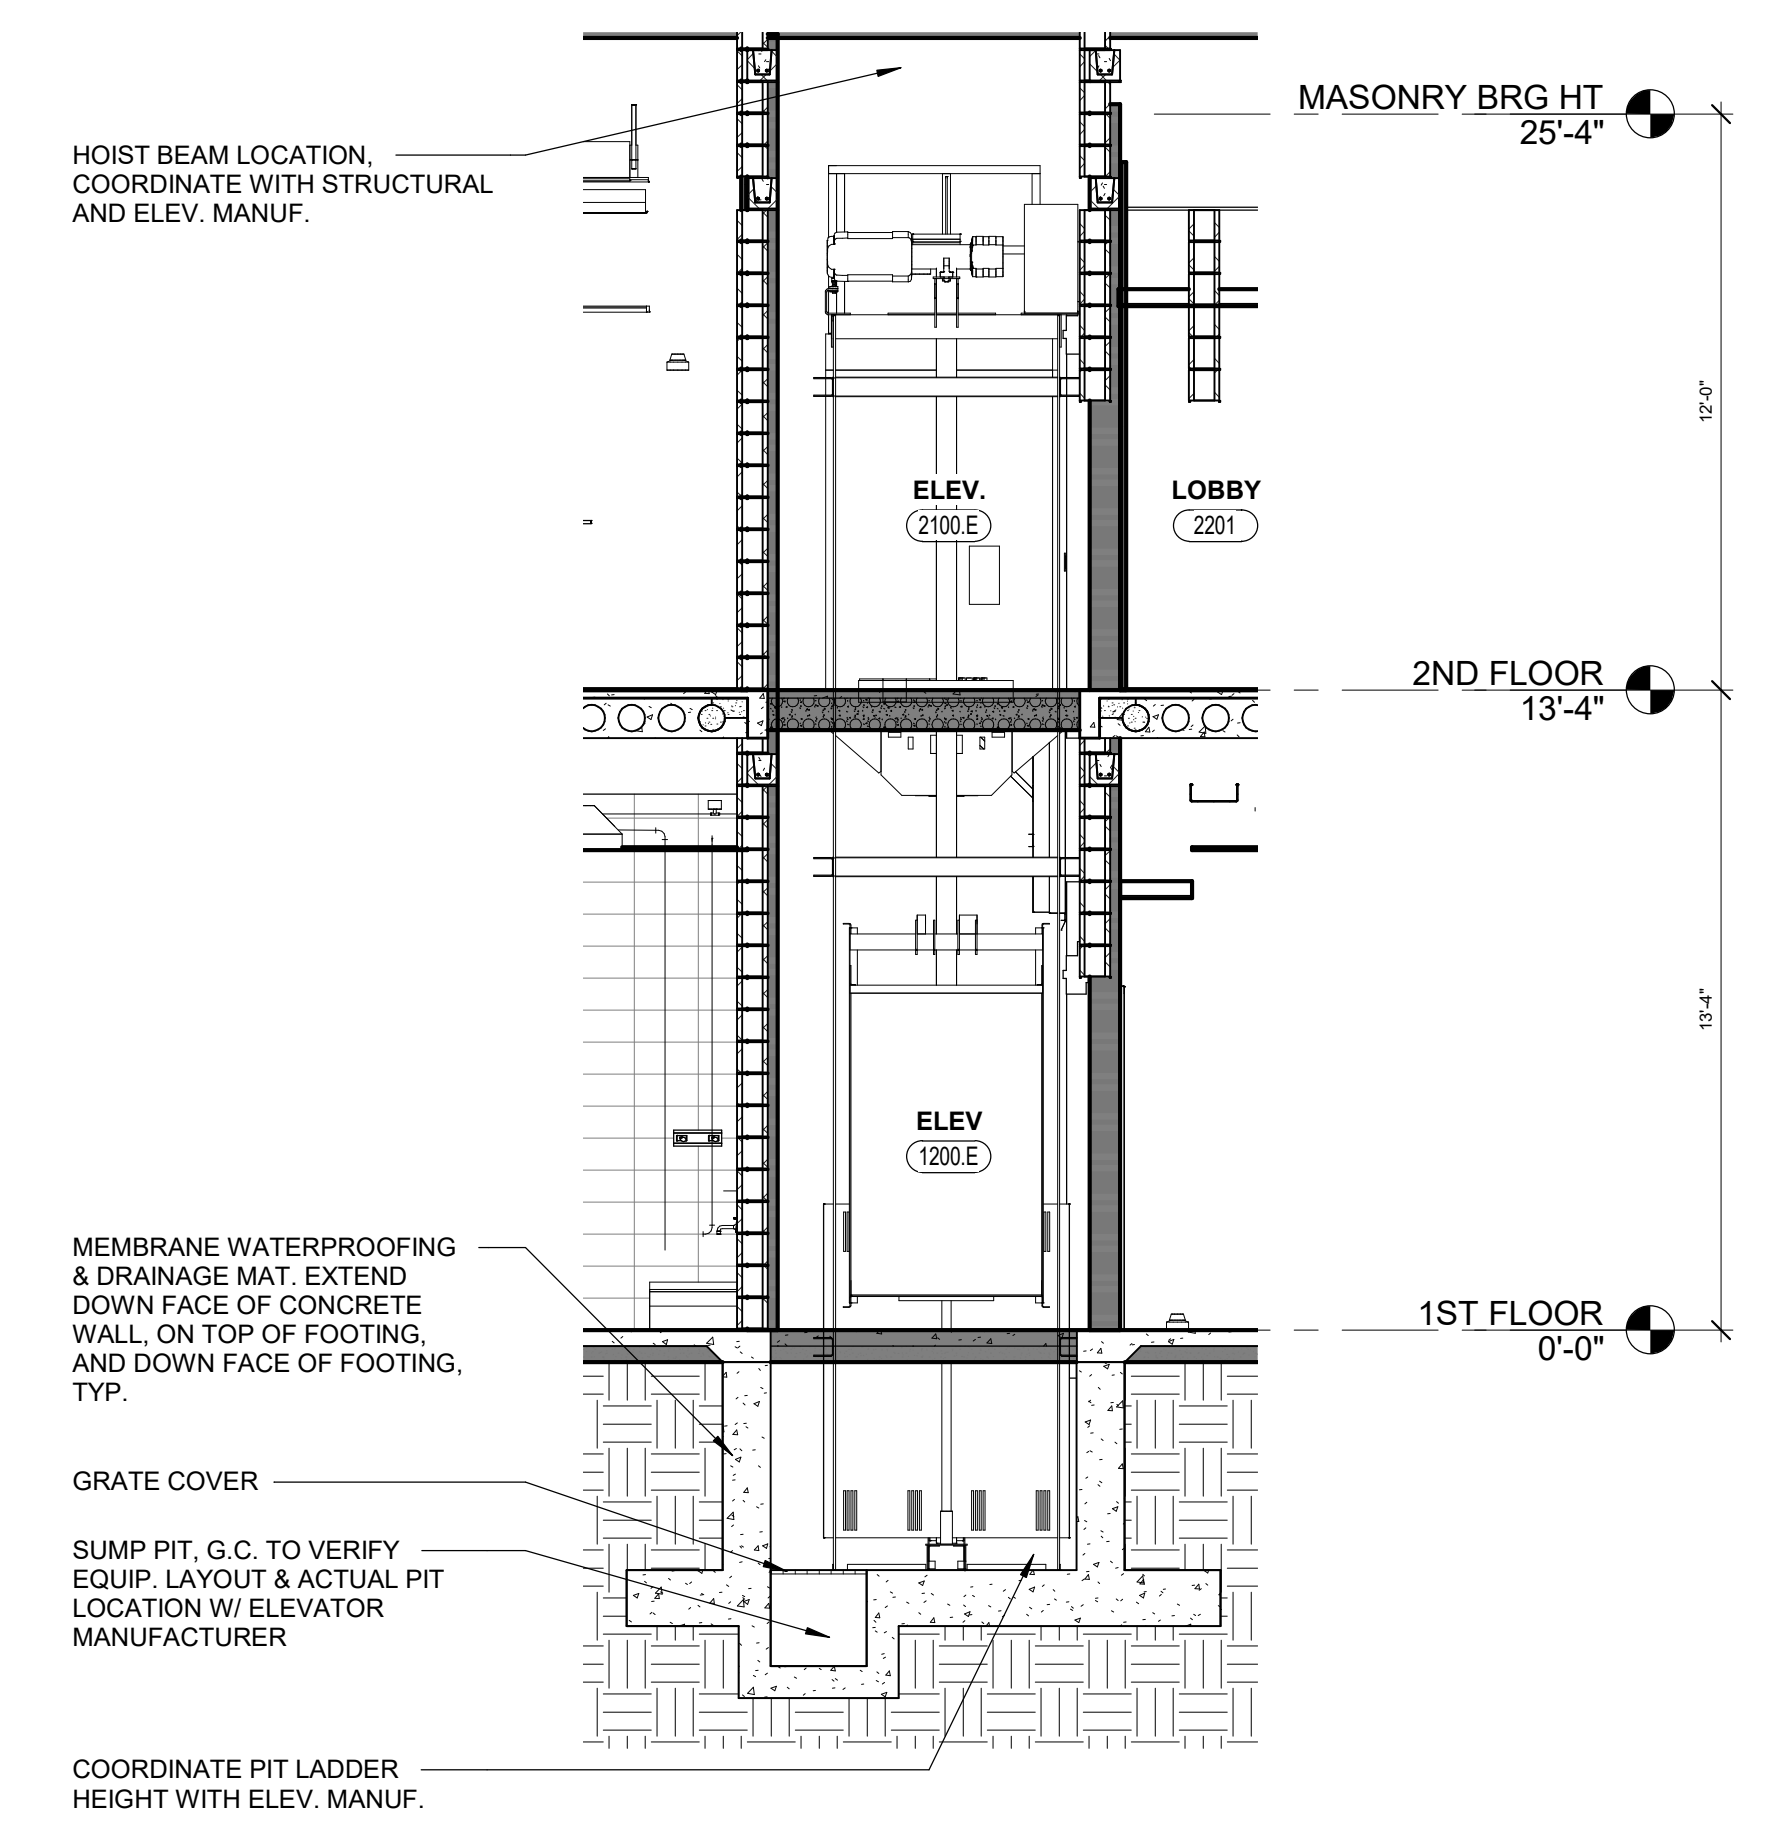 MASONRY BRG HT
25'-4"
HOIST BEAM LOCATION,
COORDINATE WITH STRUCTURAL
AND ELEV. MANUF.
12'-0"
ELEV.
2100.E
LOBBY
2201
2ND FLOOR
13'-4"
13'-4"
ELEV
1200.E
MEMBRANE WATERPROOFING
& DRAINAGE MAT. EXTEND
DOWN FACE OF CONCRETE
WALL, ON TOP OF FOOTING,
AND DOWN FACE OF FOOTING,
TYP.
1ST FLOOR
0'-0"
GRATE COVER
SUMP PIT, G.C. TO VERIFY
EQUIP. LAYOUT & ACTUAL PIT
LOCATION W/ ELEVATOR
MANUFACTURER
COORDINATE PIT LADDER
HEIGHT WITH ELEV. MANUF.